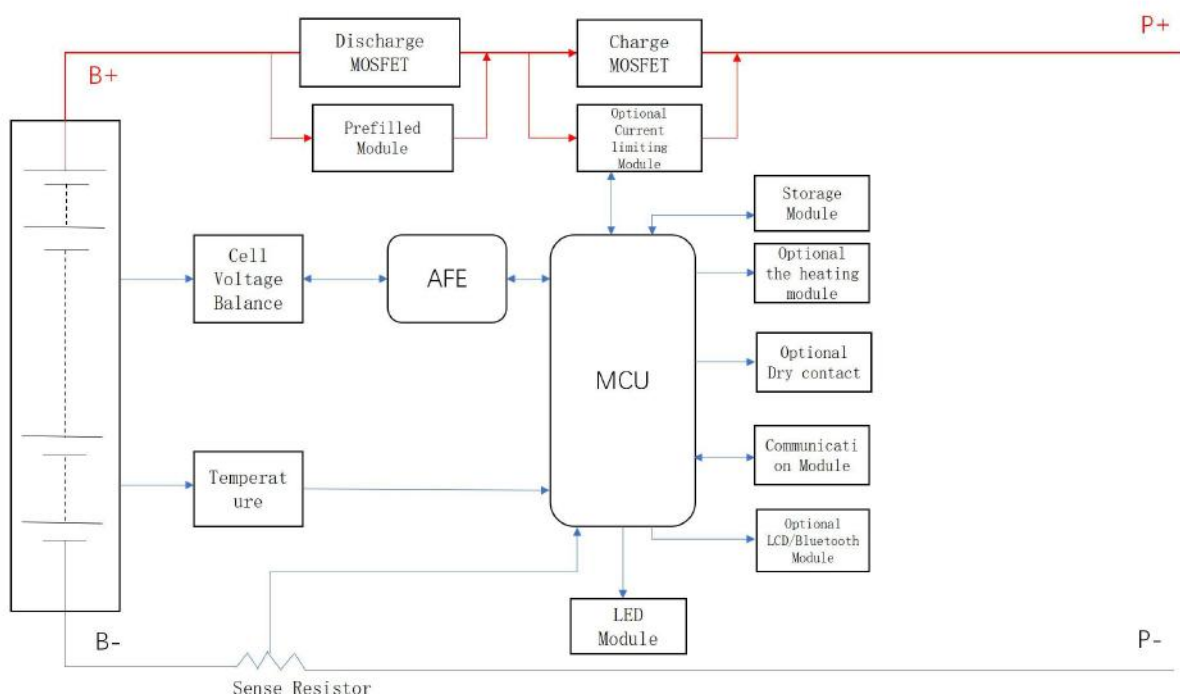 P+
Discharge
MOSFET
Charge
MOSFET
B+
Prefilled
Module
Optional
Current
limiting
Module
Storage
Module
Cell
Voltage
Balance
AFE
Optional
the heating
module
MCU
Optional
Dry contact
Temperat
ure
Communicati
on Module
Optional
LCD/Bluetooth
Module
LED
Module
B-
P-
Sense Resistor